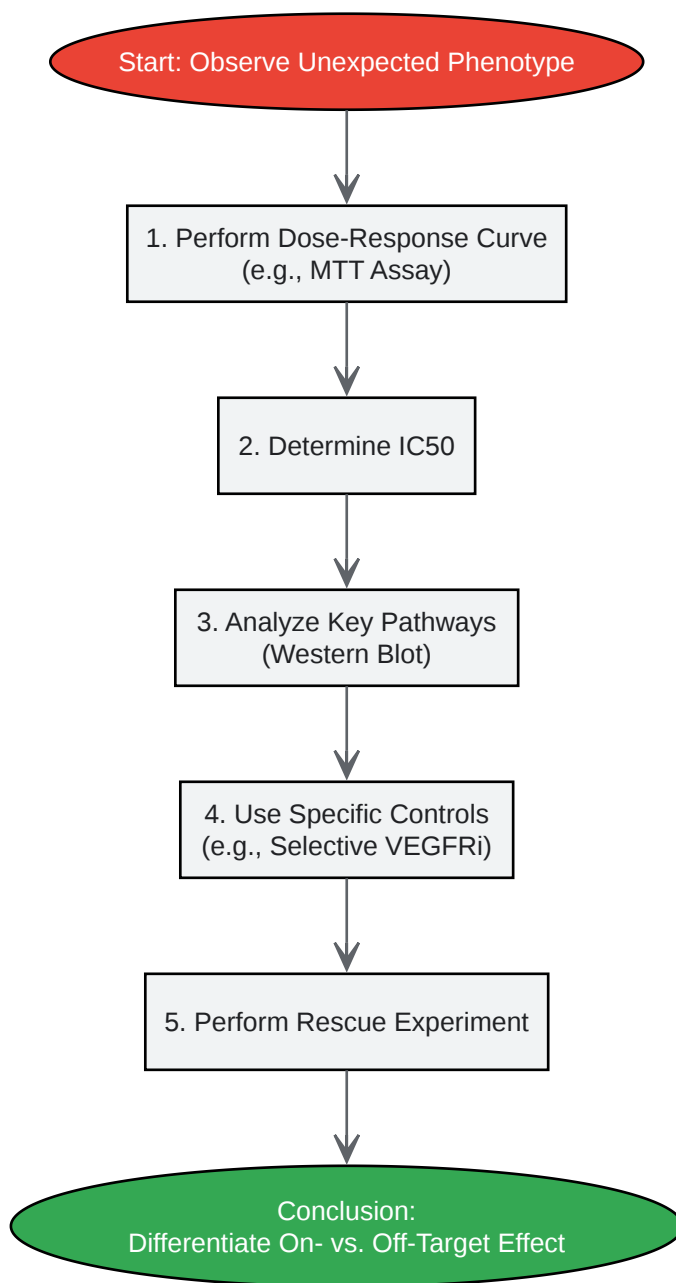 Start: Observe Unexpected Phenotype
1. Perform Dose-Response Curve
(e.g., MTT Assay)
2. Determine IC50
3. Analyze Key Pathways
(Western Blot)
4. Use Specific Controls
(e.g., Selective VEGFRi)
5. Perform Rescue Experiment
Conclusion:
Differentiate On- vs. Off-Target Effect